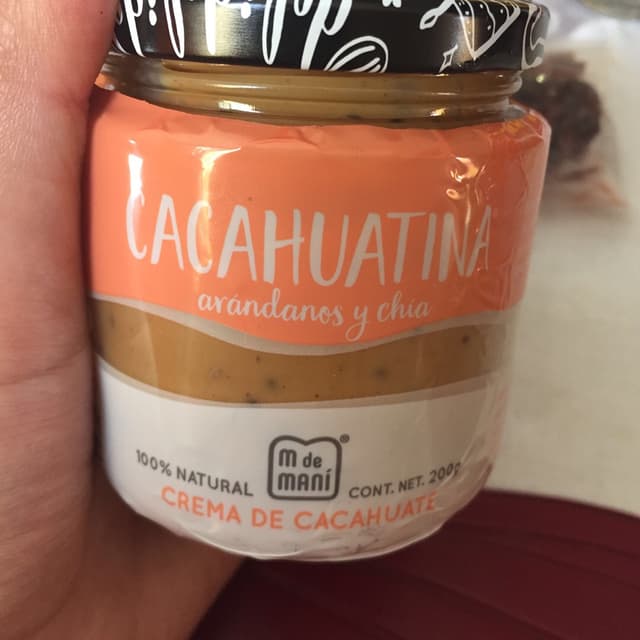 CACAHUATINA
arándanos y chía
100% NATURAL
M de
MANÍ
®
CONT. NET. 200g
CREMA DE CACAHUATE